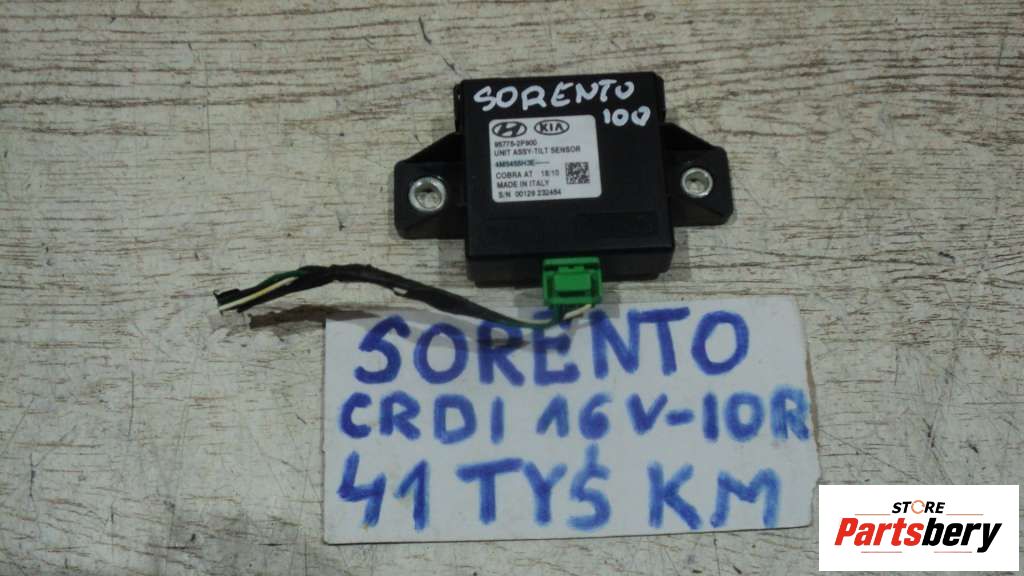 SORENTO
100
KIA
95775-2P900
UNIT ASSY-TILT SENSOR
COBRA AT 18/10
MADE IN ITALY
S/N 00129 232454
SORENTO
CRDI 16V-10R
41 TYŚ KM
STORE
Partsbery